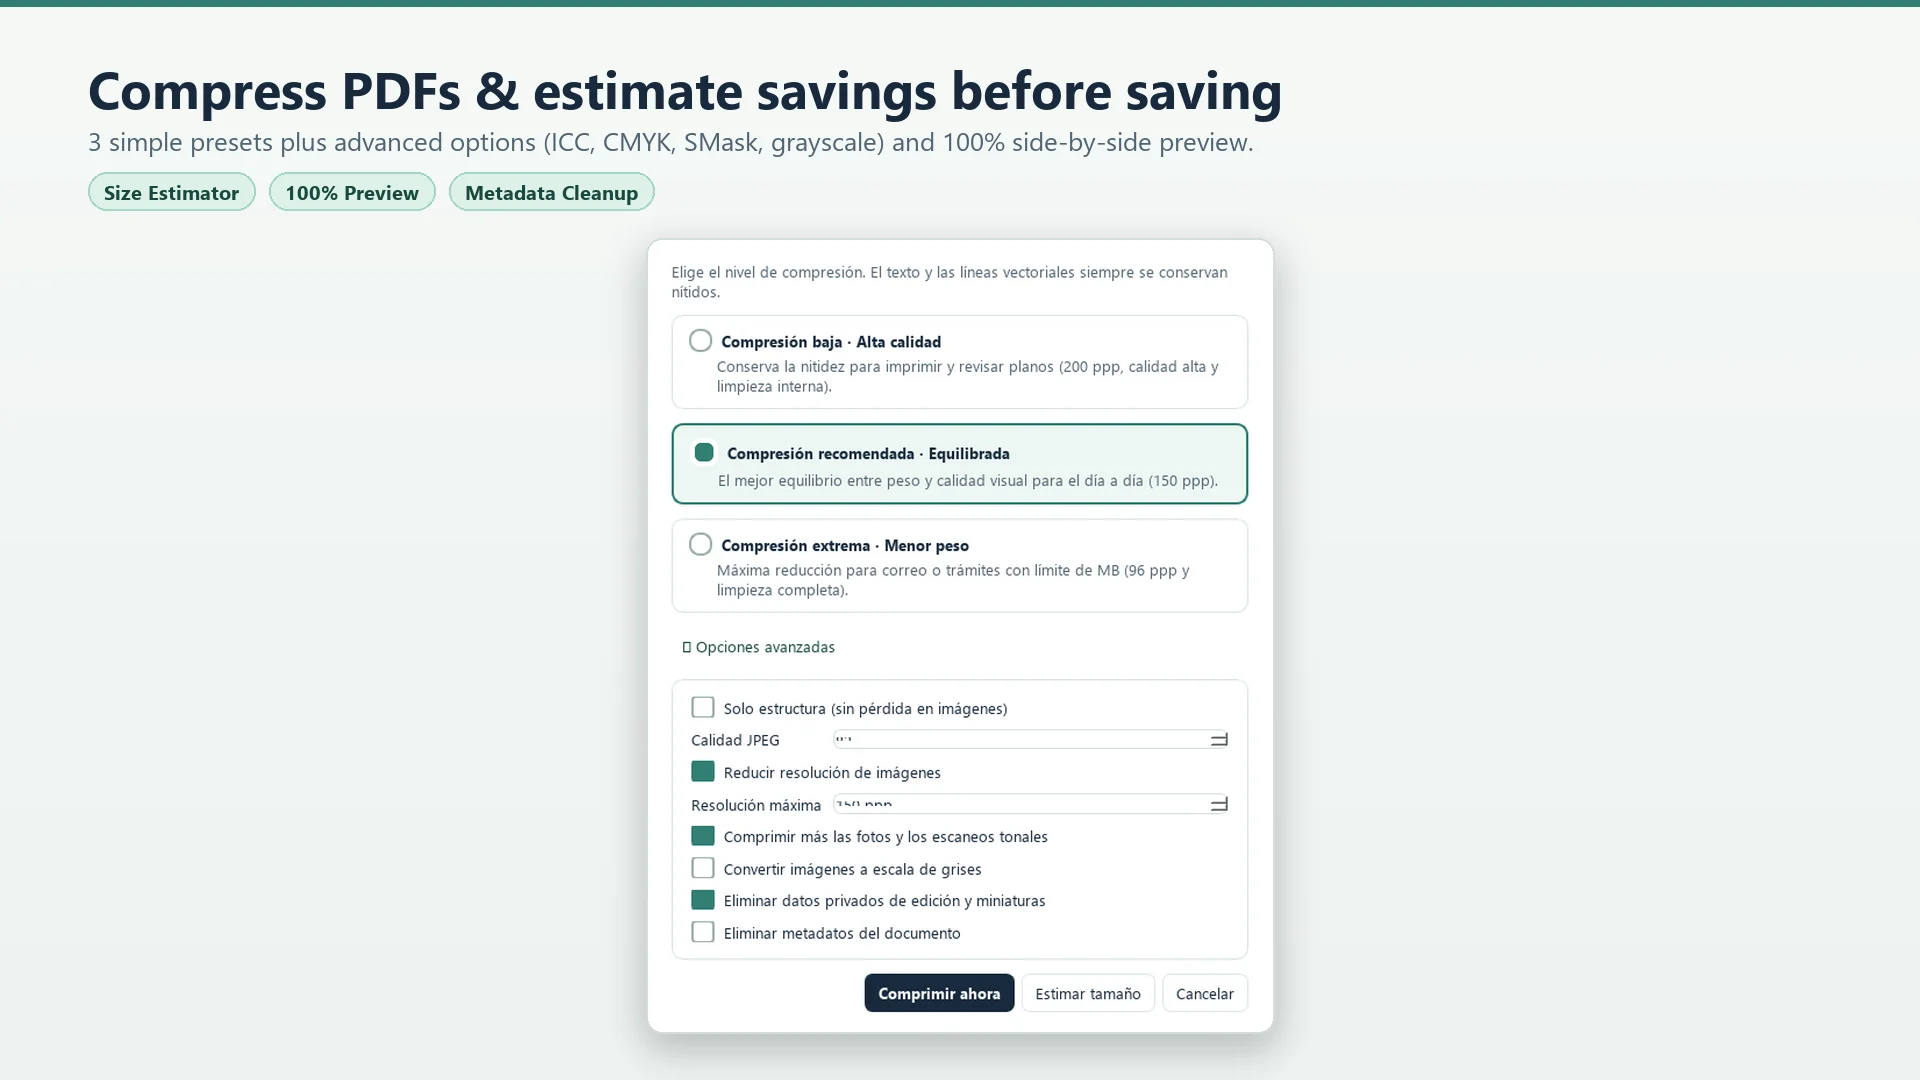 Compress PDFs & estimate savings before saving
3 simple presets plus advanced options (ICC, CMYK, SMask, grayscale) and 100% side-by-side preview.
Size Estimator
100% Preview
Metadata Cleanup
Elige el nivel de compresión. El texto y las líneas vectoriales siempre se conservan
nítidos.
Compresión baja · Alta calidad
Conserva la nitidez para imprimir y revisar planos (200 ppp, calidad alta y
limpieza interna).
Compresión recomendada · Equilibrada
El mejor equilibrio entre peso y calidad visual para el día a día (150 ppp).
Compresión extrema · Menor peso
Máxima reducción para correo o trámites con límite de MB (96 ppp y
limpieza completa).
Opciones avanzadas
Solo estructura (sin pérdida en imágenes)
Calidad JPEG
Reducir resolución de imágenes
Resolución máxima 150 ppp
Comprimir más las fotos y los escaneos tonales
Convertir imágenes a escala de grises
Eliminar datos privados de edición y miniaturas
Eliminar metadatos del documento
Comprimir ahora
Estimar tamaño
Cancelar